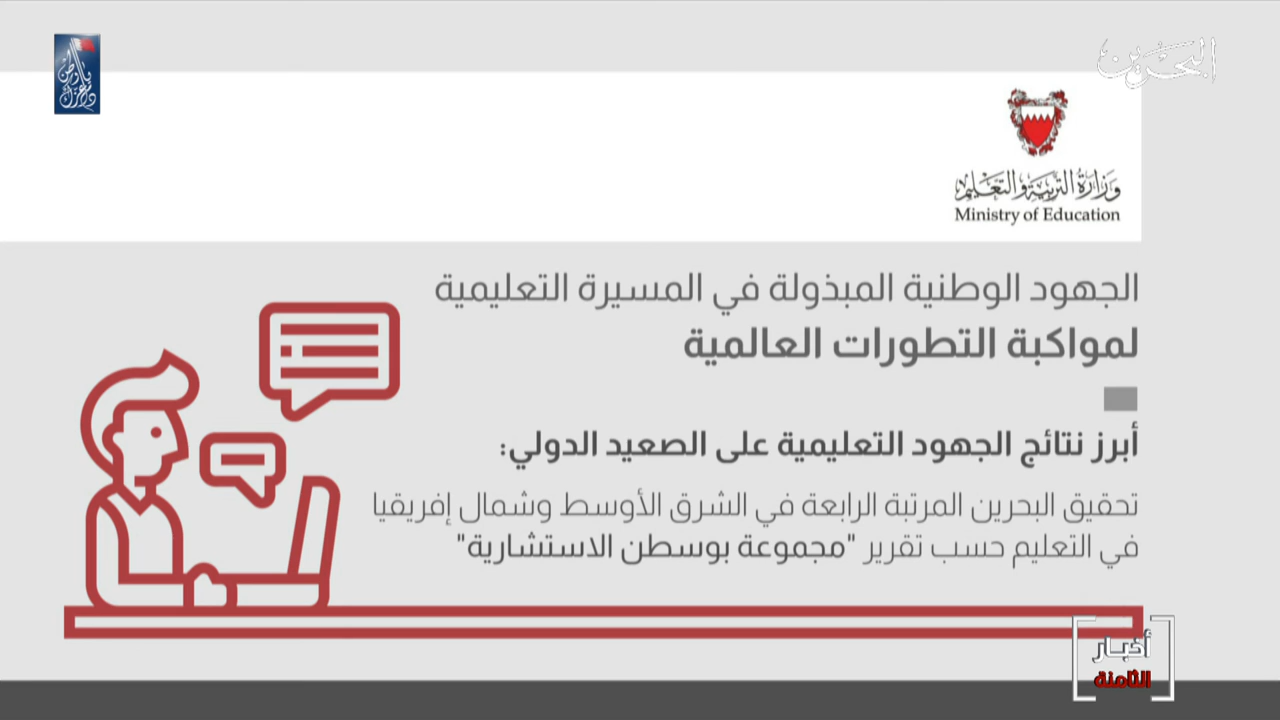 البحرين
وزارة التربية والتعليم
Ministry of Education
الجهود الوطنية المبذولة في المسيرة التعليمية
لمواكبة التطورات العالمية
أبرز نتائج الجهود التعليمية على الصعيد الدولي:
تحقيق البحرين المرتبة الرابعة في الشرق الأوسط وشمال إفريقيا
في التعليم حسب تقرير "مجموعة بوسطن الاستشارية"
أخبار
الثامنة